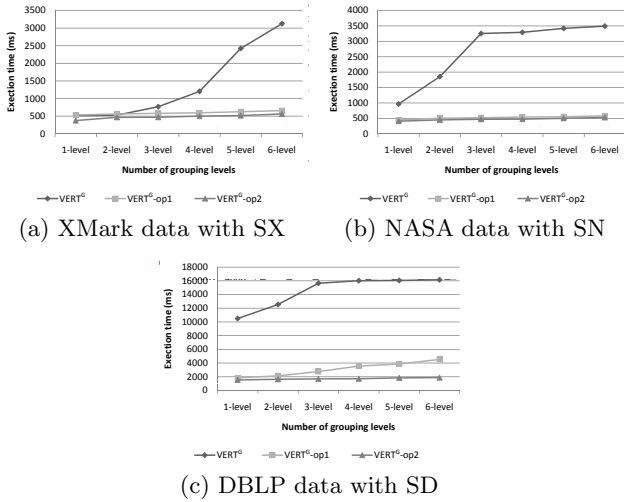 3500
3000
2500
2000
1500
1000
500
0
Exection time (ms)
1-level 2-level 3-level 4-level 5-level 6-level
Number of grouping levels
VERTᴳ VERTᴳ-op1 VERTᴳ-op2
(a) XMark data with SX
4000
3500
3000
2500
2000
1500
1000
500
0
Exection time (ms)
1-level 2-level 3-level 4-level 5-level 6-level
Number of grouping levels
VERTᴳ VERTᴳ-op1 VERTᴳ-op2
(b) NASA data with SN
18000
16000
14000
12000
10000
8000
6000
4000
2000
0
Exection time (ms)
1-level 2-level 3-level 4-level 5-level 6-level
Number of grouping levels
VERTᴳ VERTᴳ-op1 VERTᴳ-op2
(c) DBLP data with SD